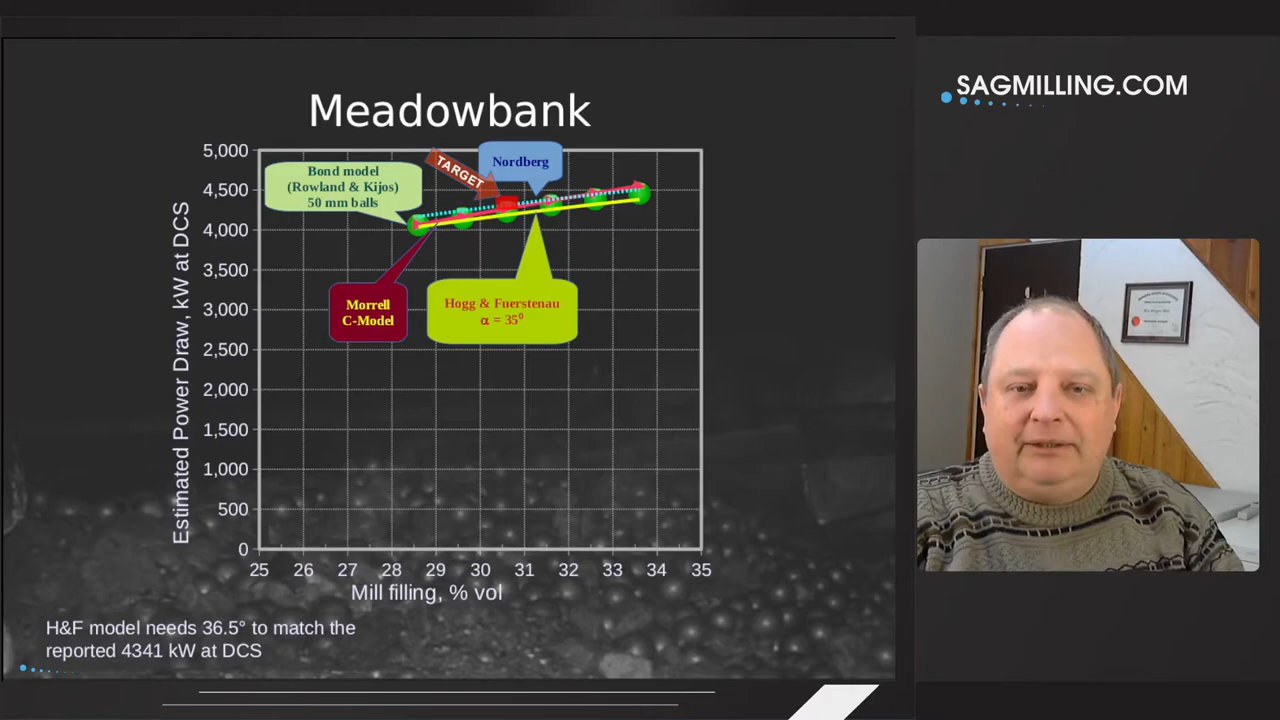 SAGMILLING.COM
Meadowbank
Estimated Power Draw, kW at DCS
5,000
4,500
4,000
3,500
3,000
2,500
2,000
1,500
1,000
500
0
Bond model
(Rowland & Kijos)
50 mm balls
TARGET
Nordberg
Morrell
C-Model
Hogg & Fuerstenau
α = 35⁰
25 26 27 28 29 30 31 32 33 34 35
Mill filling, % vol
H&F model needs 36.5° to match the
reported 4341 kW at DCS